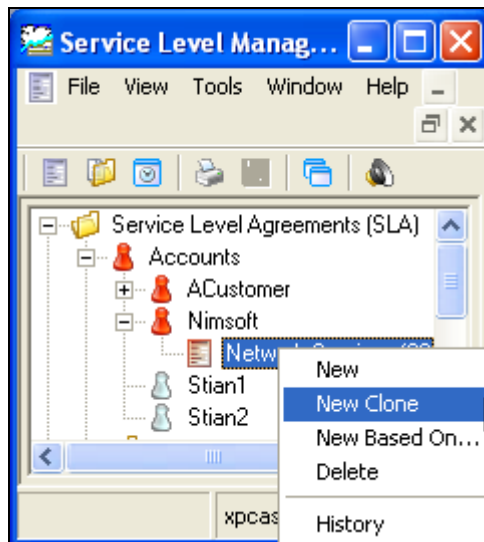 Service Level Manag...
File View Tools Window Help
Service Level Agreements (SLA)
Accounts
ACustomer
Nimsoft
Stian1
Stian2
New
New Clone
New Based On...
Delete
xpcas
History